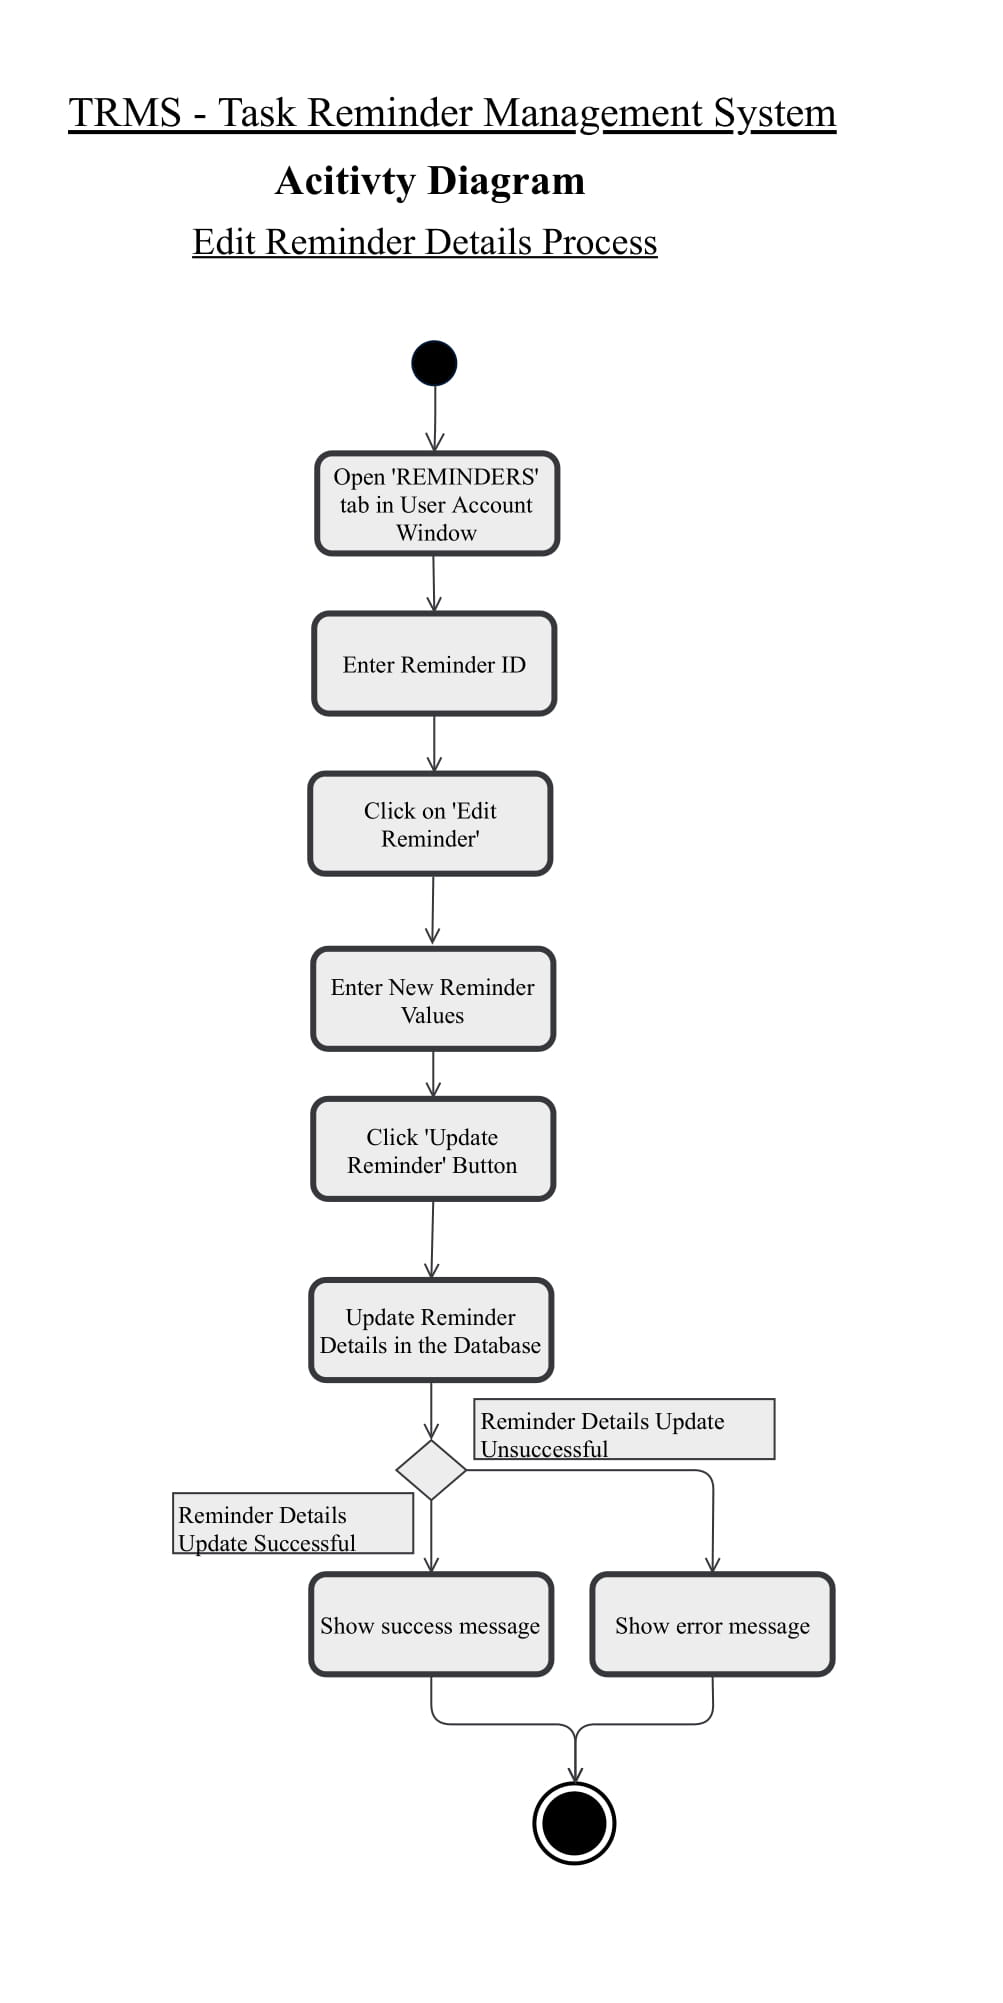 TRMS - Task Reminder Management System
Acitivty Diagram
Edit Reminder Details Process
Open 'REMINDERS'
tab in User Account
Window
Enter Reminder ID
Click on 'Edit
Reminder'
Enter New Reminder
Values
Click 'Update
Reminder' Button
Update Reminder
Details in the Database
Reminder Details Update
Unsuccessful
Reminder Details
Update Successful
Show success message
Show error message